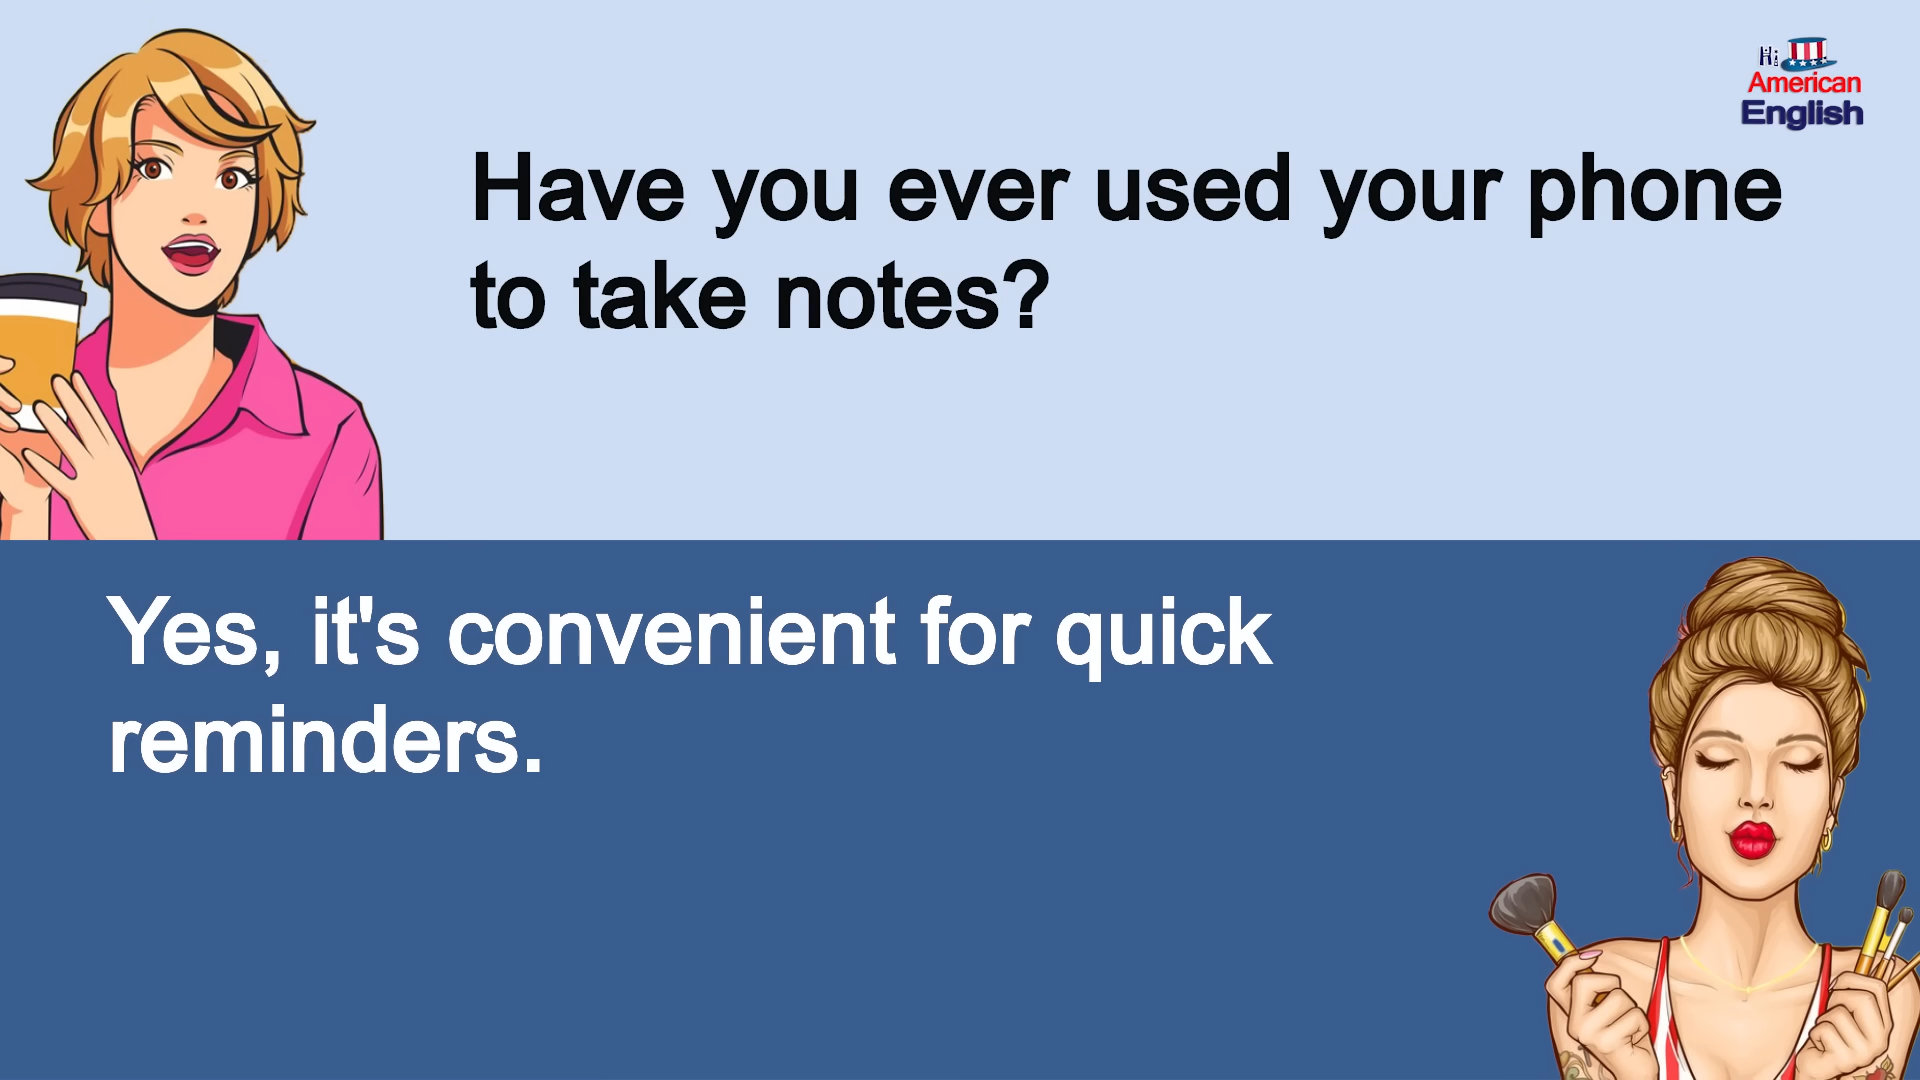 Hi
American
English
Have you ever used your phone
to take notes?
Yes, it's convenient for quick
reminders.